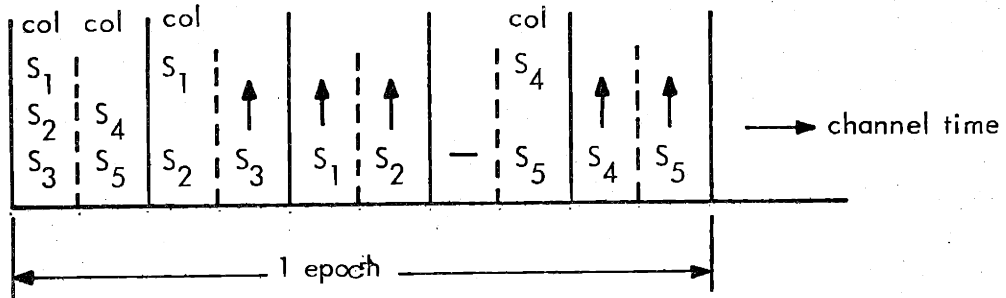 col col col col
S1 S1 S4
S2 S4 → channel time
S3 S5 S2 S3 S1 S2 — S5 S4 S5
1 epoch